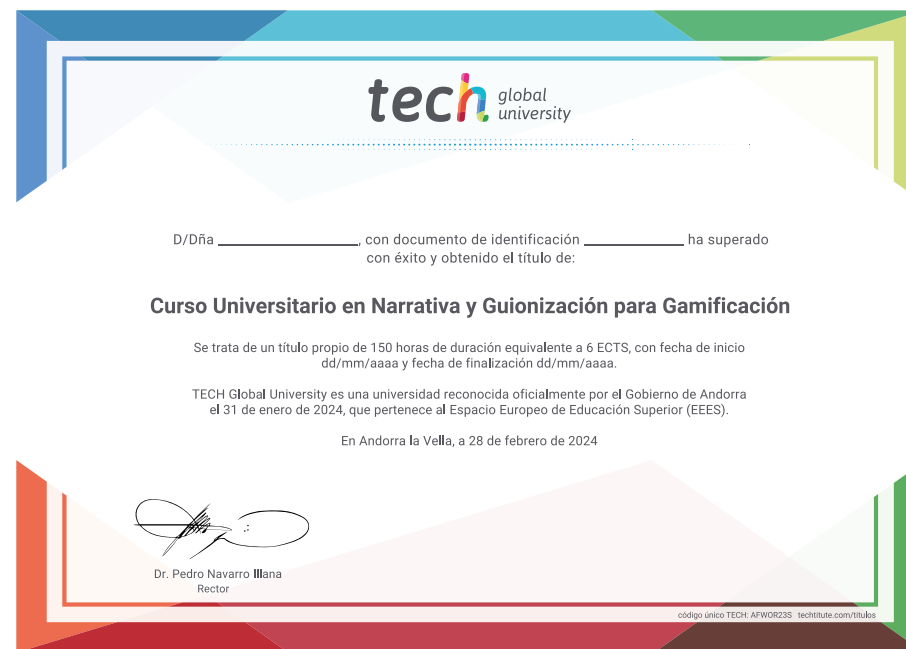 tech global university
D/Dña ____________________, con documento de identificación ______________ ha superado
con éxito y obtenido el título de:
Curso Universitario en Narrativa y Guionización para Gamificación
Se trata de un título propio de 150 horas de duración equivalente a 6 ECTS, con fecha de inicio
dd/mm/aaaa y fecha de finalización dd/mm/aaaa.
TECH Global University es una universidad reconocida oficialmente por el Gobierno de Andorra
el 31 de enero de 2024, que pertenece al Espacio Europeo de Educación Superior (EEES).
En Andorra la Vella, a 28 de febrero de 2024
Dr. Pedro Navarro Illana
Rector
código único TECH: AFWOR23S techtitute.com/titulos